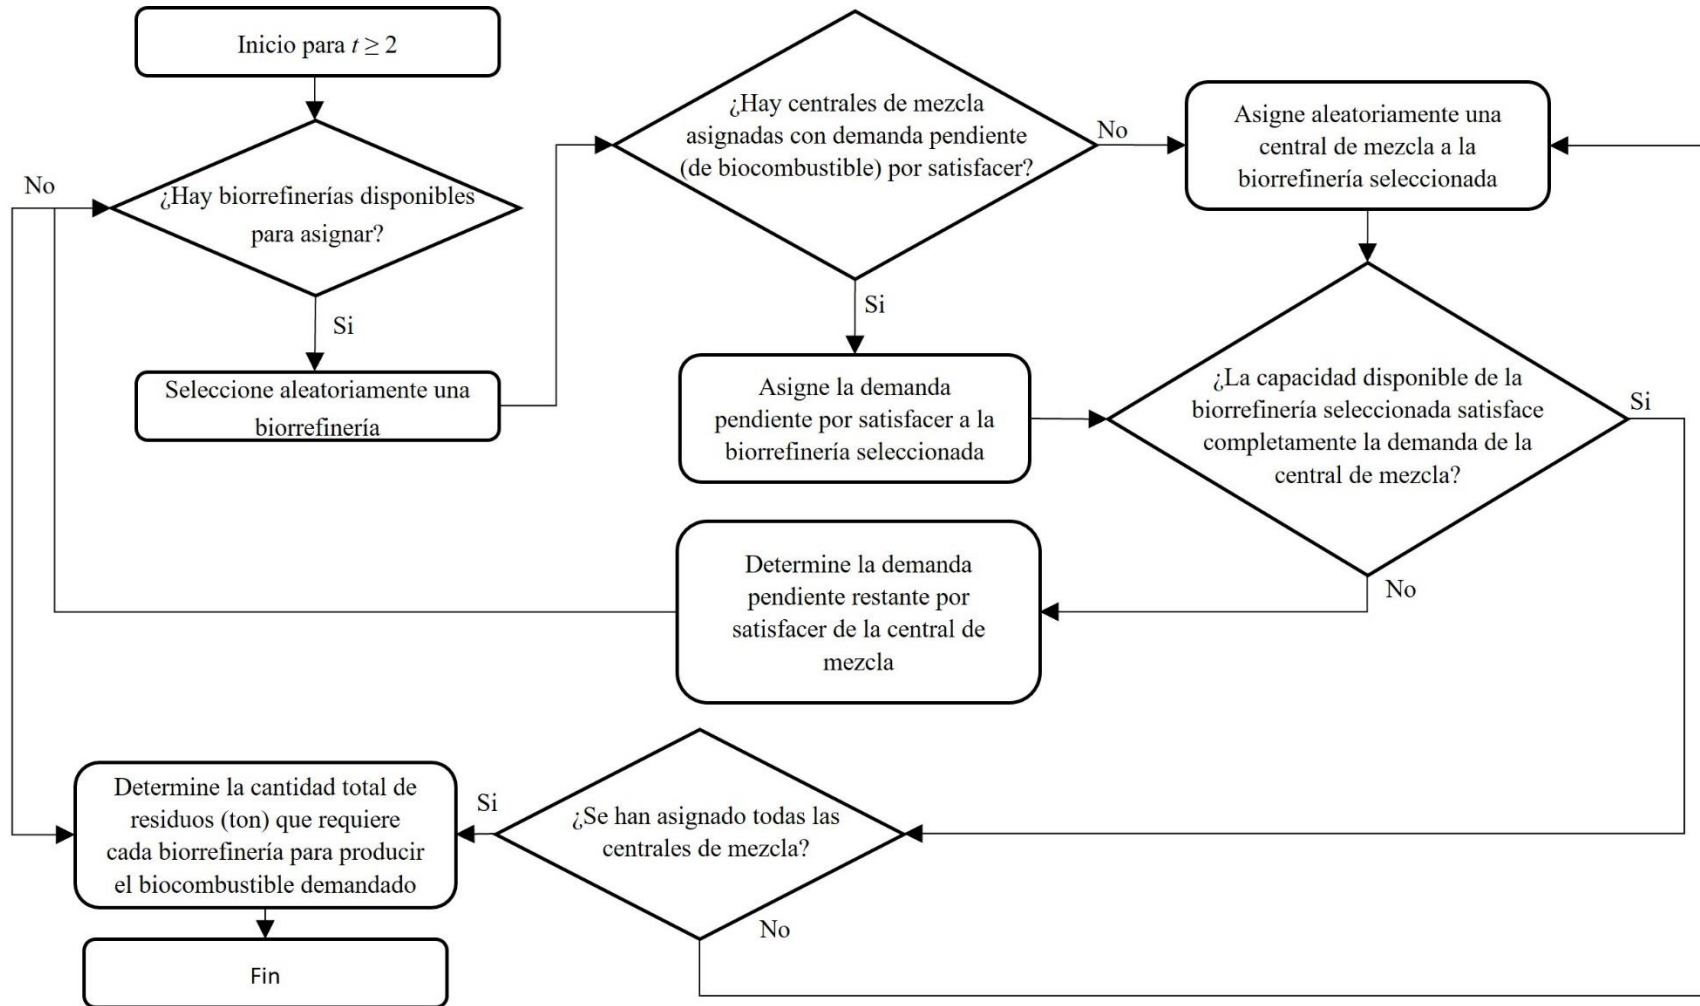 Inicio para t ≥ 2
No
¿Hay biorrefinerías disponibles
para asignar?
Si
Seleccione aleatoriamente una
biorrefinería
¿Hay centrales de mezcla
asignadas con demanda pendiente
(de biocombustible) por satisfacer?
No
Si
Asigne aleatoriamente una
central de mezcla a la
biorrefinería seleccionada
Asigne la demanda
pendiente por satisfacer a la
biorrefinería seleccionada
¿La capacidad disponible de la
biorrefinería seleccionada satisface
completamente la demanda de la
central de mezcla?
Si
No
Determine la demanda
pendiente restante por
satisfacer de la central de
mezcla
¿Se han asignado todas las
centrales de mezcla?
Si
No
Determine la cantidad total de
residuos (ton) que requiere
cada biorrefinería para producir
el biocombustible demandado
Fin